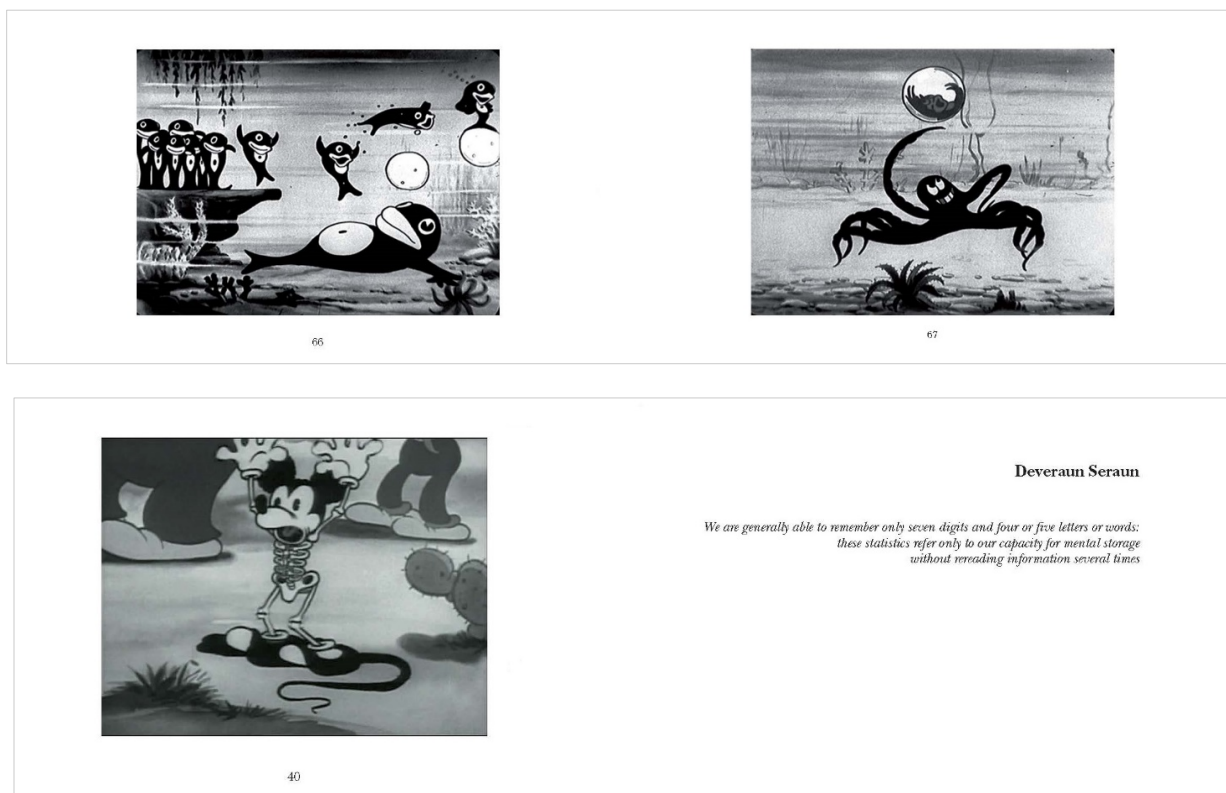 66
67
Deveraun Seraun
We are generally able to remember only seven digits and four or five letters or words:
these statistics refer only to our capacity for mental storage
without rereading information several times
40